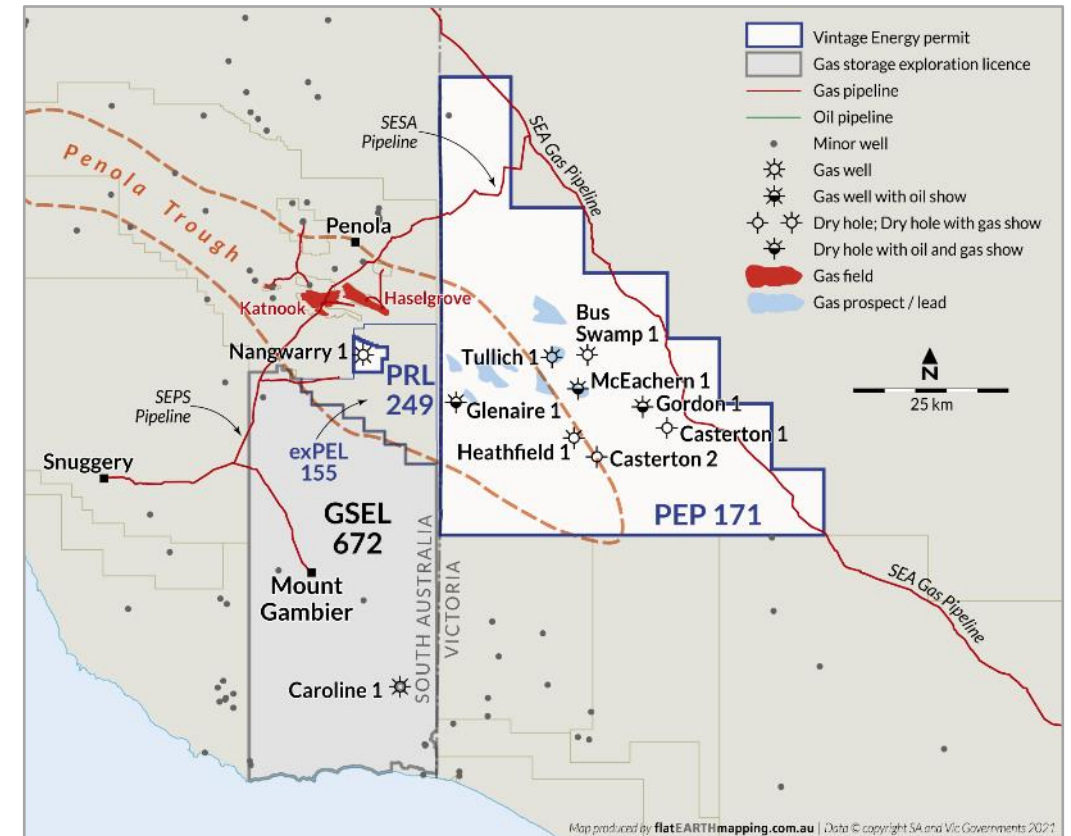 Vintage Energy permit
Gas storage exploration licence
Gas pipeline
Oil pipeline
Minor well
Gas well
Gas well with oil show
Dry hole; Dry hole with gas show
Dry hole with oil and gas show
Gas field
Gas prospect / lead
N
25 km
SESA
Pipeline
SEA Gas Pipeline
Penola Trough
Penola
Katnook
Haselgrove
Bus
Swamp 1
Nangwarry 1
Tullich 1
PRL
249
McEachern 1
Glenaire 1
Gordon 1
Casterton 1
SEPS
Pipeline
exPEL
155
Heathfield 1
Casterton 2
Snuggery
GSEL
672
PEP 171
Mount
Gambier
SOUTH AUSTRALIA
VICTORIA
SEA Gas Pipeline
Caroline 1
Map produced by flatEARTHmapping.com.au | Data © copyright SA and Vic Governments 2021